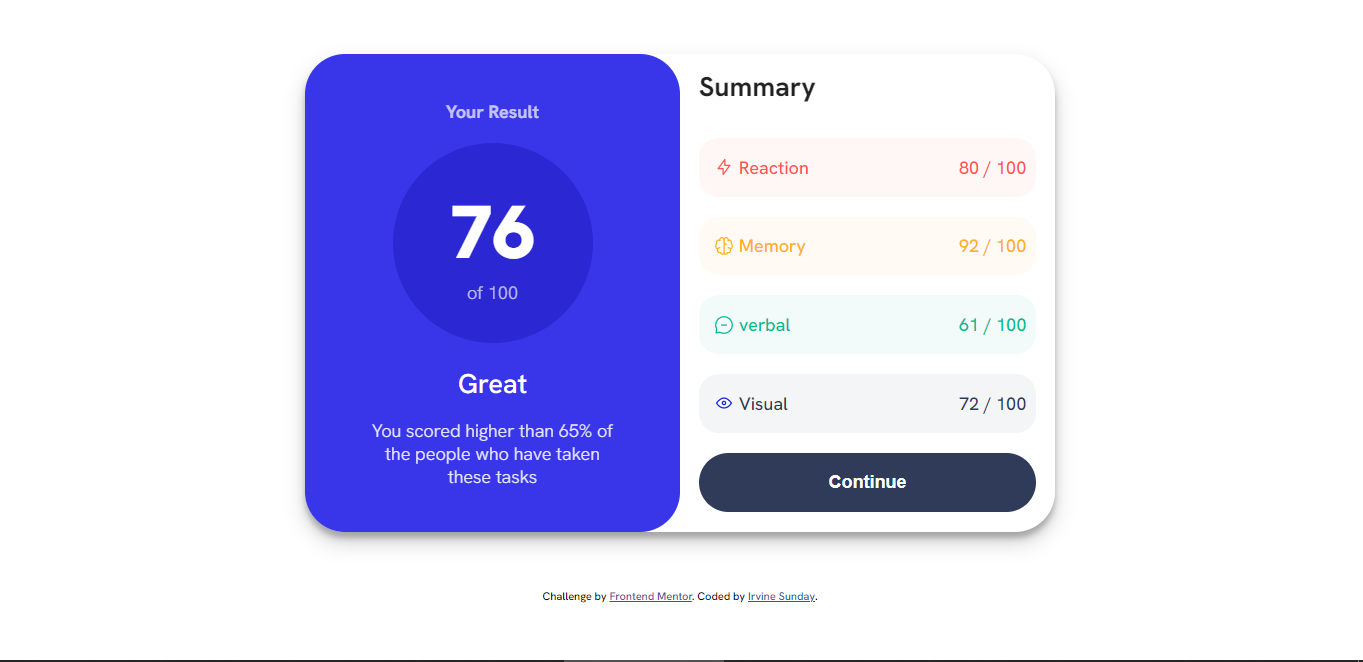 Your Result
76
of 100
Great
You scored higher than 65% of
the people who have taken
these tasks
Summary
Reaction 80 / 100
Memory 92 / 100
verbal 61 / 100
Visual 72 / 100
Continue
Challenge by Frontend Mentor. Coded by Irvine Sunday.